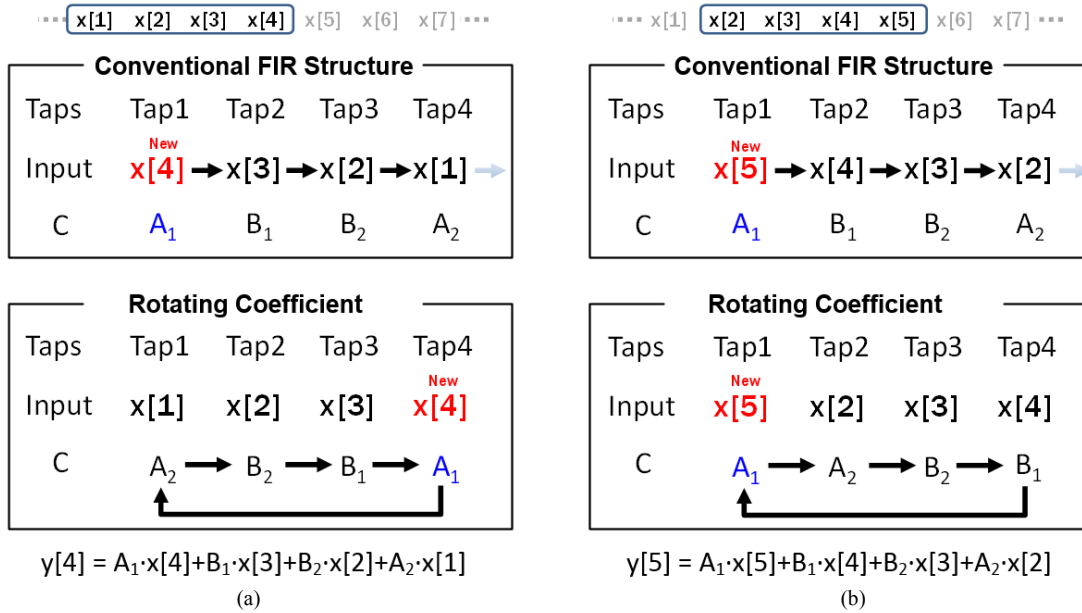 x[1] x[2] x[3] x[4] x[5] x[6] x[7]
Conventional FIR Structure
Taps Tap1 Tap2 Tap3 Tap4
New
Input x[4] x[3] x[2] x[1]
C A₁ B₁ B₂ A₂
Rotating Coefficient
Taps Tap1 Tap2 Tap3 Tap4
New
Input x[1] x[2] x[3] x[4]
C A₂ B₂ B₁ A₁
y[4] = A₁·x[4]+B₁·x[3]+B₂·x[2]+A₂·x[1]
(a)
x[1] x[2] x[3] x[4] x[5] x[6] x[7]
Conventional FIR Structure
Taps Tap1 Tap2 Tap3 Tap4
New
Input x[5] x[4] x[3] x[2]
C A₁ B₁ B₂ A₂
Rotating Coefficient
Taps Tap1 Tap2 Tap3 Tap4
New
Input x[5] x[2] x[3] x[4]
C A₁ A₂ B₂ B₁
y[5] = A₁·x[5]+B₁·x[4]+B₂·x[3]+A₂·x[2]
(b)